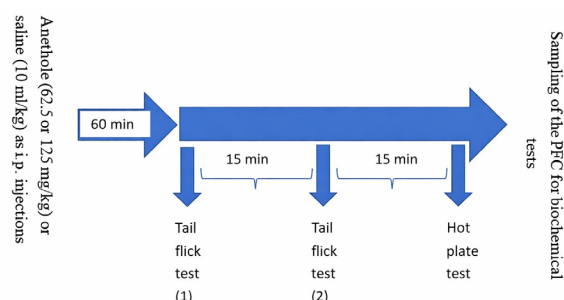 Anethole (62.5 or 125 mg/kg) or
saline (10 ml/kg) as i.p. injections
60 min
15 min
15 min
Tail
flick
test
(1)
Tail
flick
test
(2)
Hot
plate
test
Sampling of the PFC for biochemical
tests